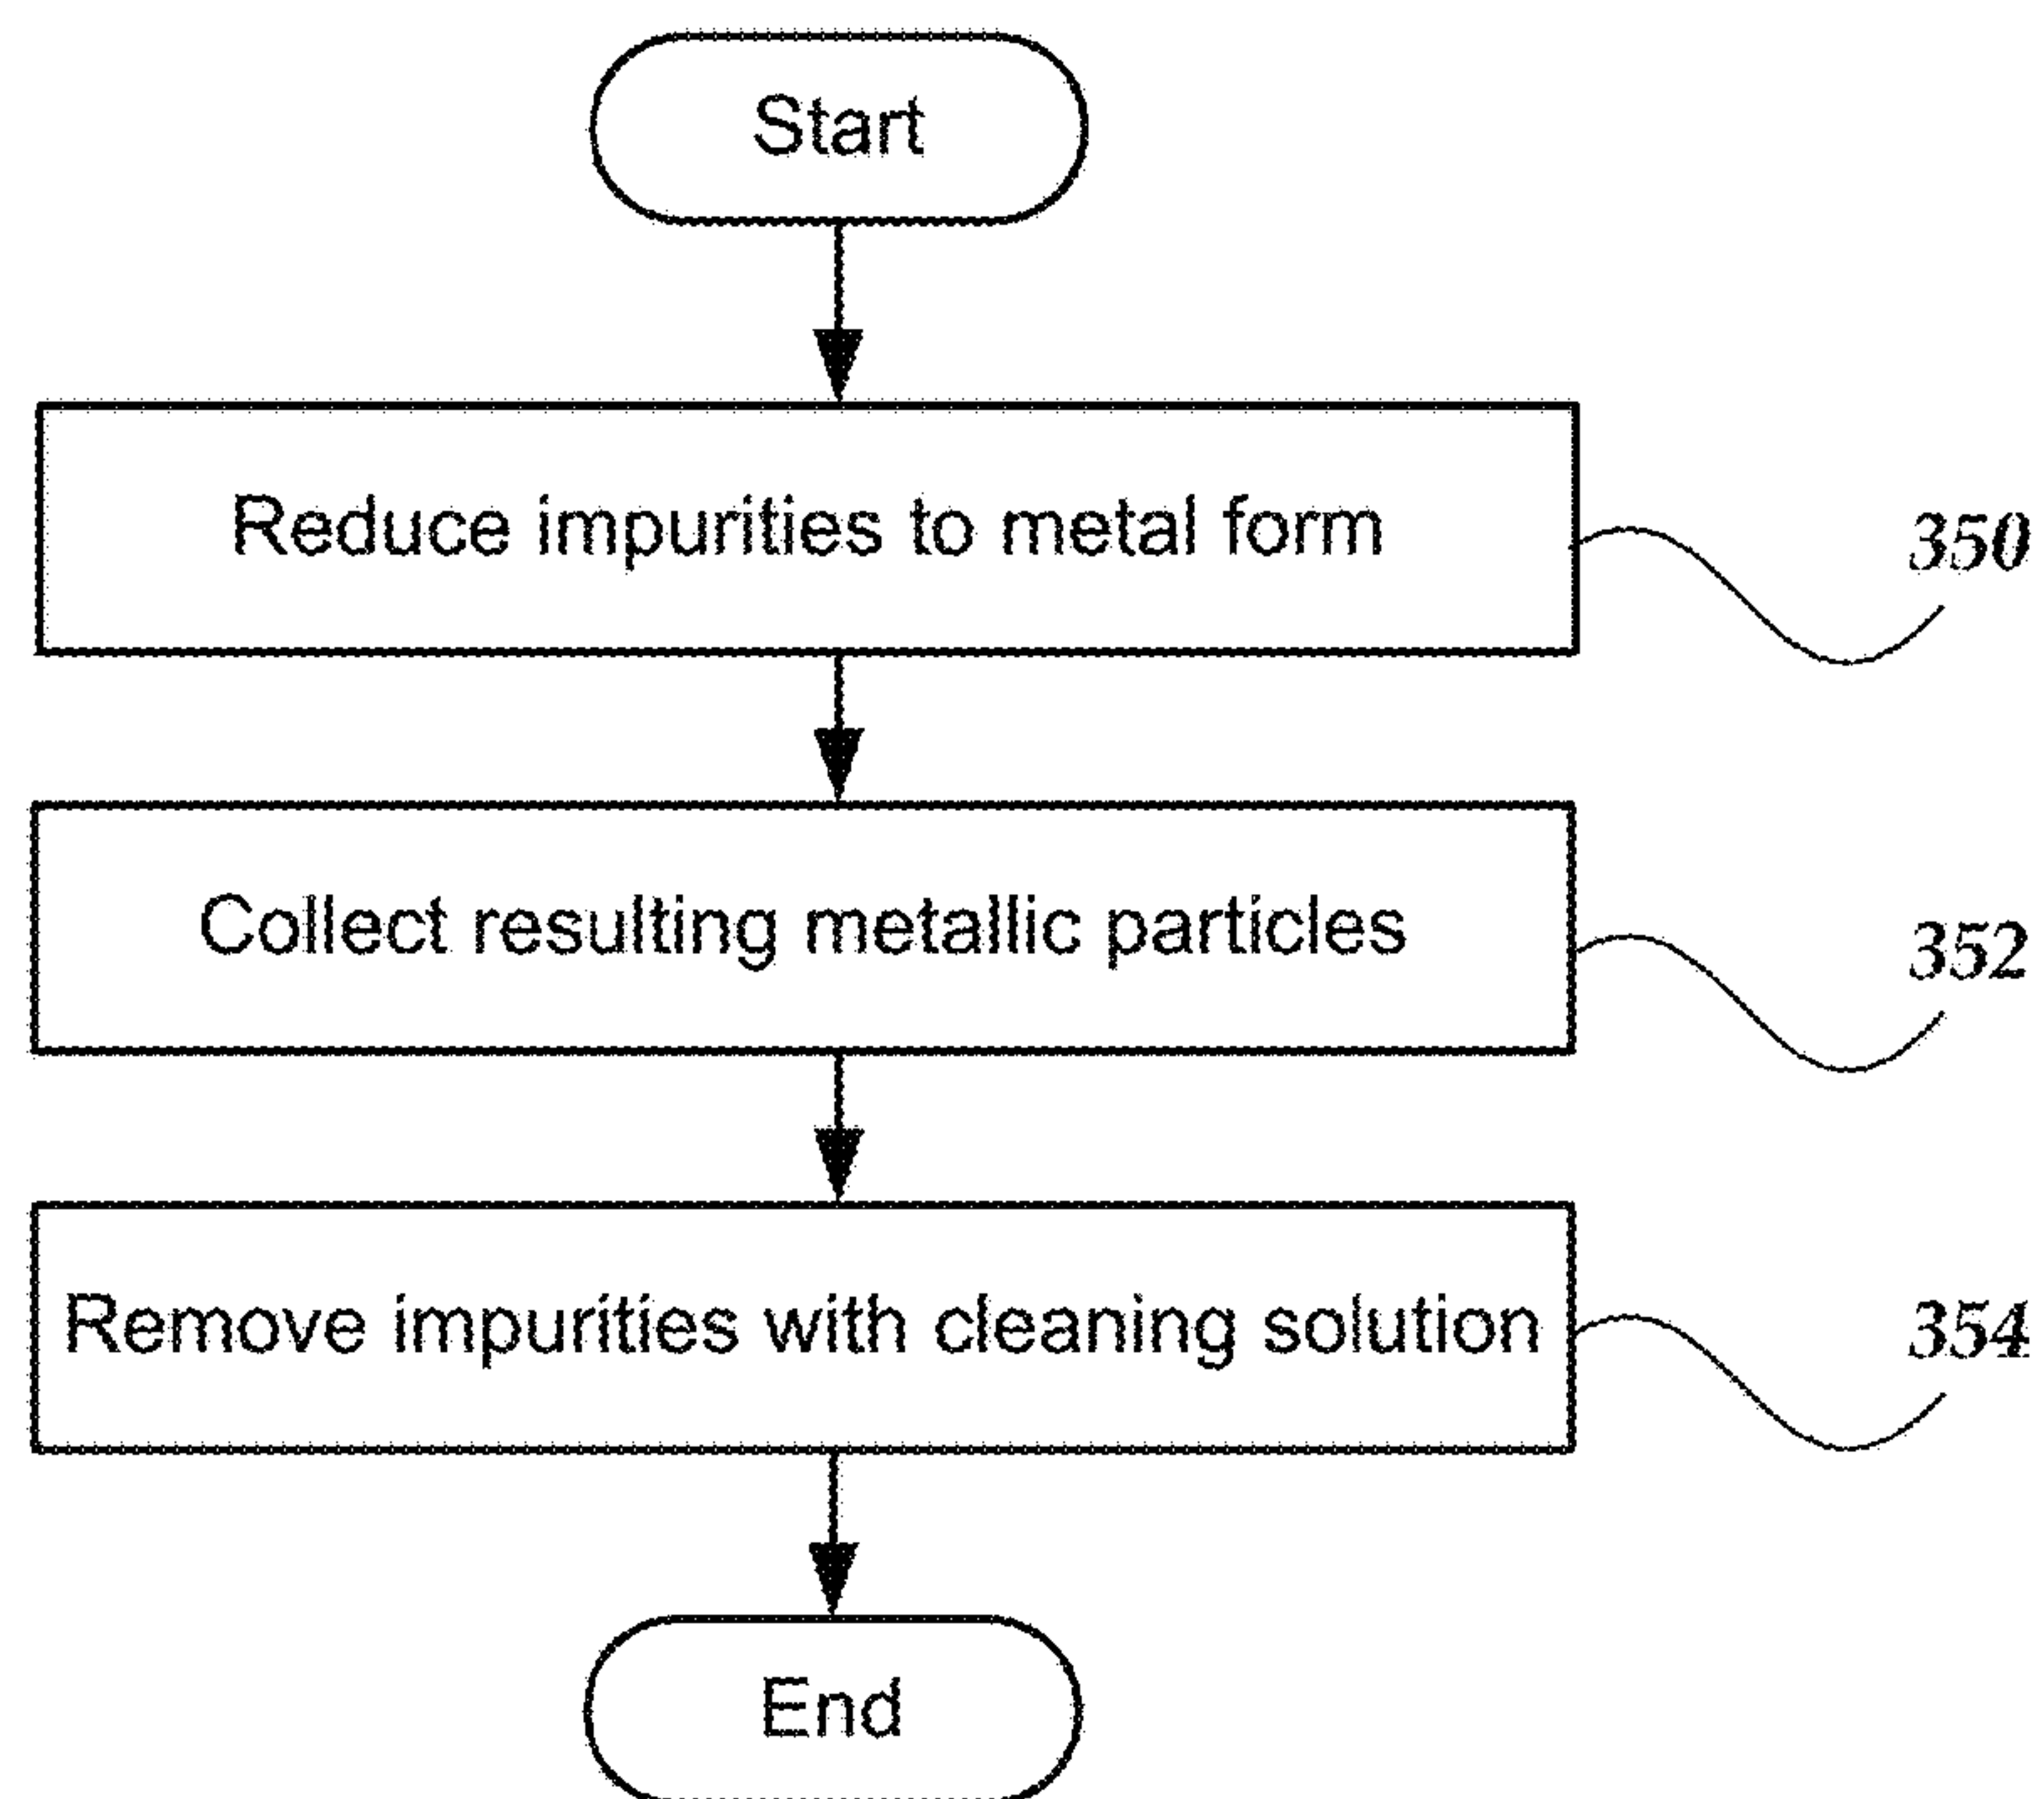 Start
Reduce impurities to metal form
350
Collect resulting metallic particles
352
Remove impurities with cleaning solution
354
End